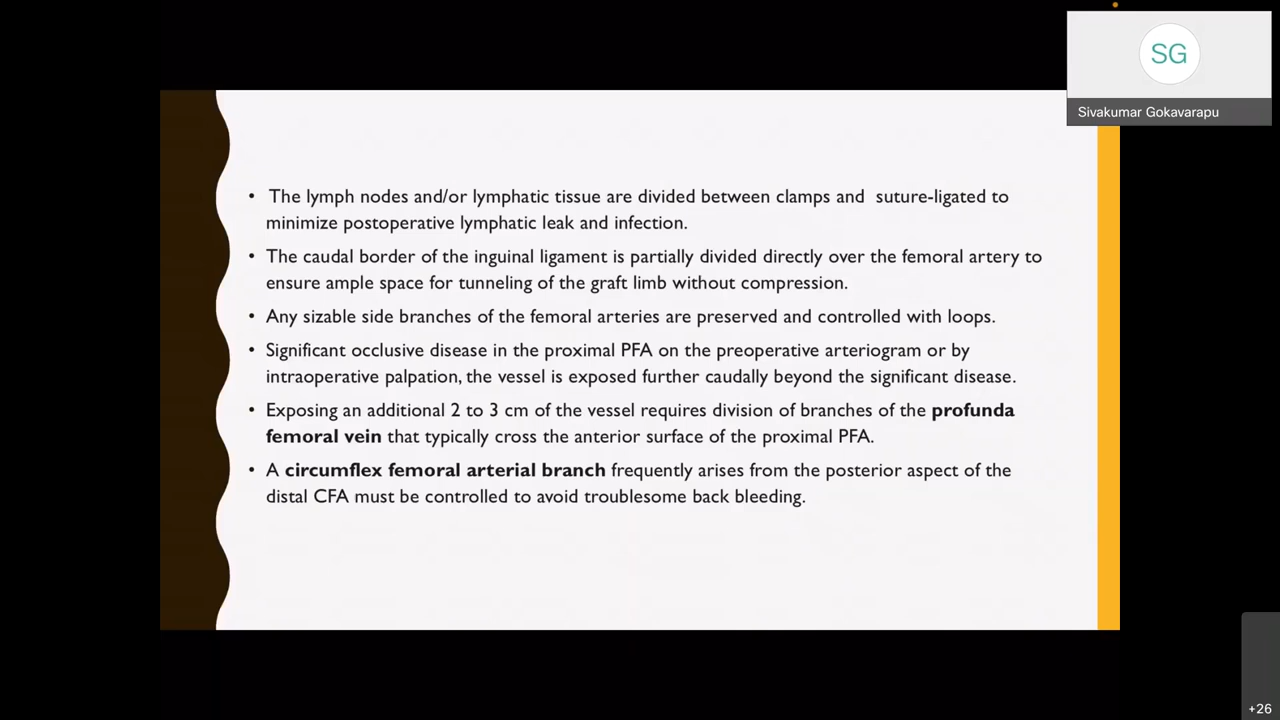 SG
Sivakumar Gokavarapu
• The lymph nodes and/or lymphatic tissue are divided between clamps and  suture-ligated to
minimize postoperative lymphatic leak and infection.
• The caudal border of the inguinal ligament is partially divided directly over the femoral artery to
ensure ample space for tunneling of the graft limb without compression.
• Any sizable side branches of the femoral arteries are preserved and controlled with loops.
• Significant occlusive disease in the proximal PFA on the preoperative arteriogram or by
intraoperative palpation, the vessel is exposed further caudally beyond the significant disease.
• Exposing an additional 2 to 3 cm of the vessel requires division of branches of the profunda
femoral vein that typically cross the anterior surface of the proximal PFA.
• A circumflex femoral arterial branch frequently arises from the posterior aspect of the
distal CFA must be controlled to avoid troublesome back bleeding.
+26